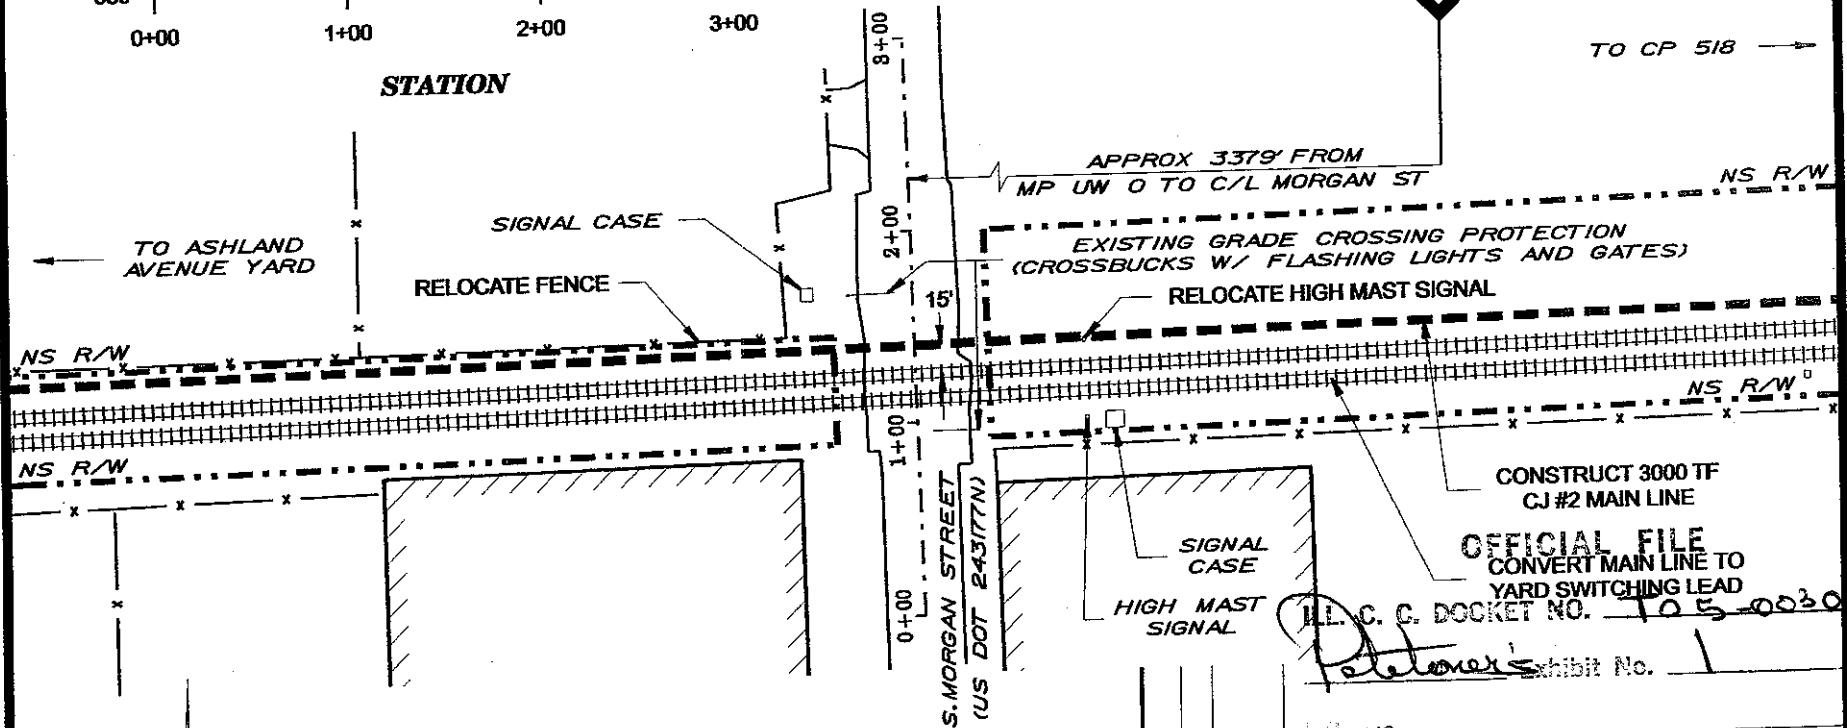 0+00
1+00
2+00
3+00
STATION
3+00
TO CP 518
APPROX 3379' FROM
MP UW 0 TO C/L MORGAN ST
NS R/W
SIGNAL CASE
2+00
TO ASHLAND
AVENUE YARD
EXISTING GRADE CROSSING PROTECTION
(CROSSBUCKS W/ FLASHING LIGHTS AND GATES)
RELOCATE FENCE
15'
RELOCATE HIGH MAST SIGNAL
NS R/W
NS R/W
NS R/W
1+00
CONSTRUCT 3000 TF
CJ #2 MAIN LINE
S. MORGAN STREET
(US DOT 243177N)
SIGNAL
CASE
OFFICIAL FILE
CONVERT MAIN LINE TO
YARD SWITCHING LEAD
0+00
HIGH MAST
SIGNAL
ILL. C. C. DOCKET NO. T05-0030
Petitioner's Exhibit No. 1